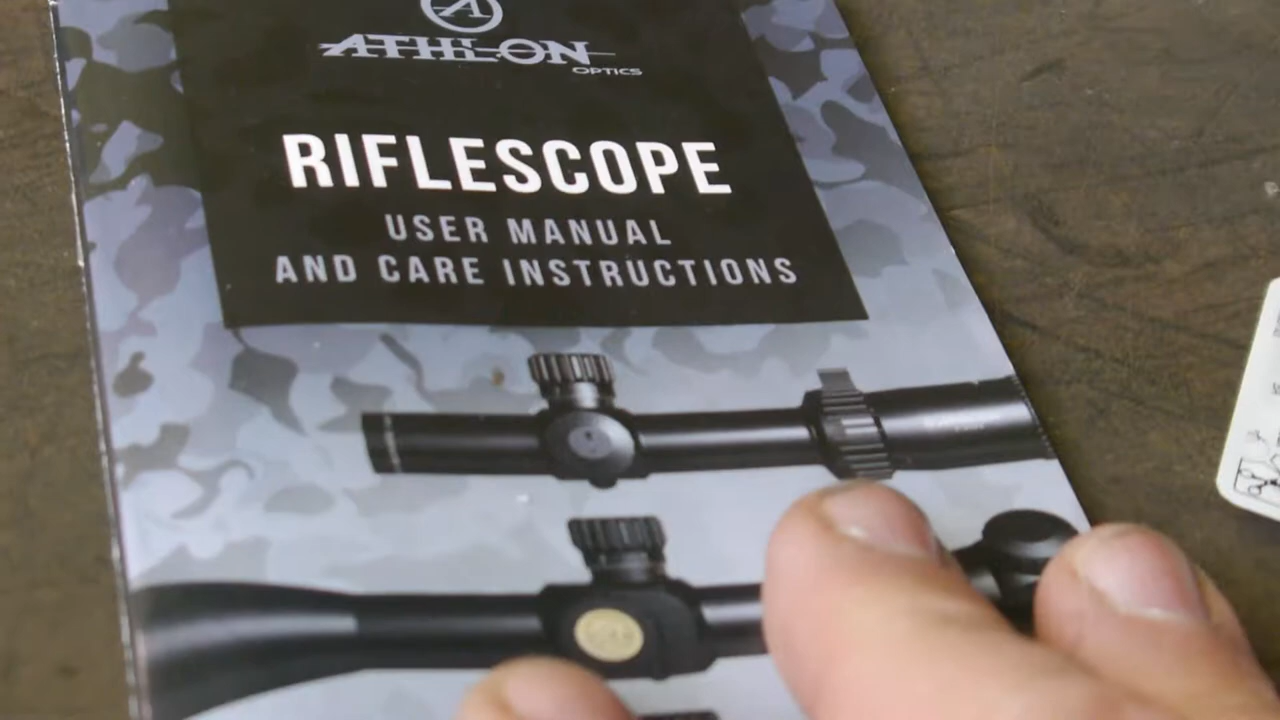 ATHLON
OPTICS
RIFLESCOPE
USER MANUAL
AND CARE INSTRUCTIONS